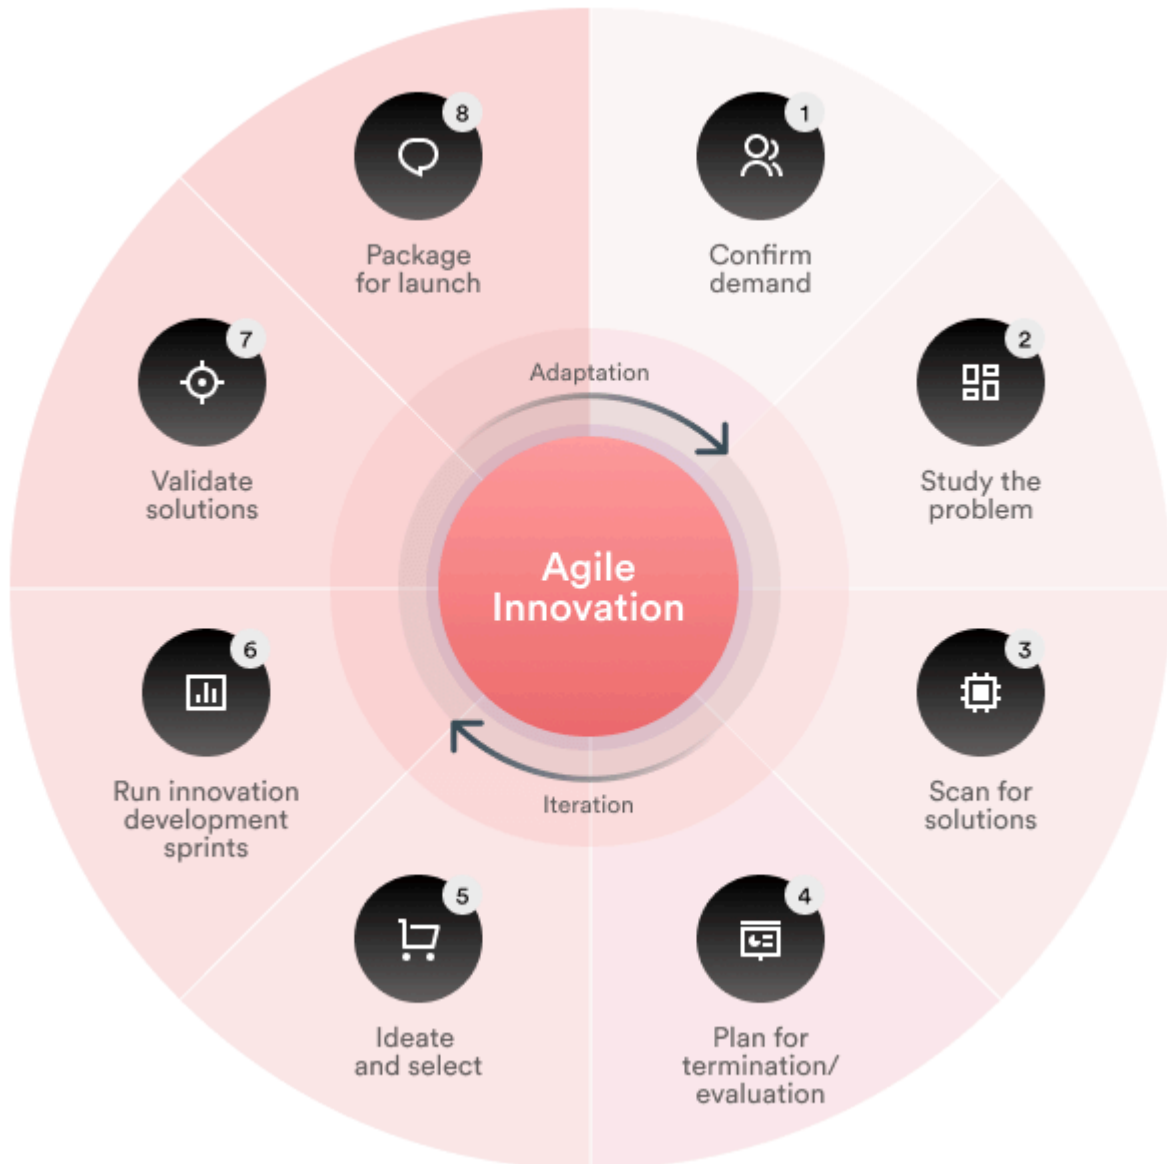 8
Package
for launch
1
Confirm
demand
7
Validate
solutions
2
Study the
problem
Adaptation
Agile
Innovation
Iteration
6
Run innovation
development
sprints
3
Scan for
solutions
5
Ideate
and select
4
Plan for
termination/
evaluation